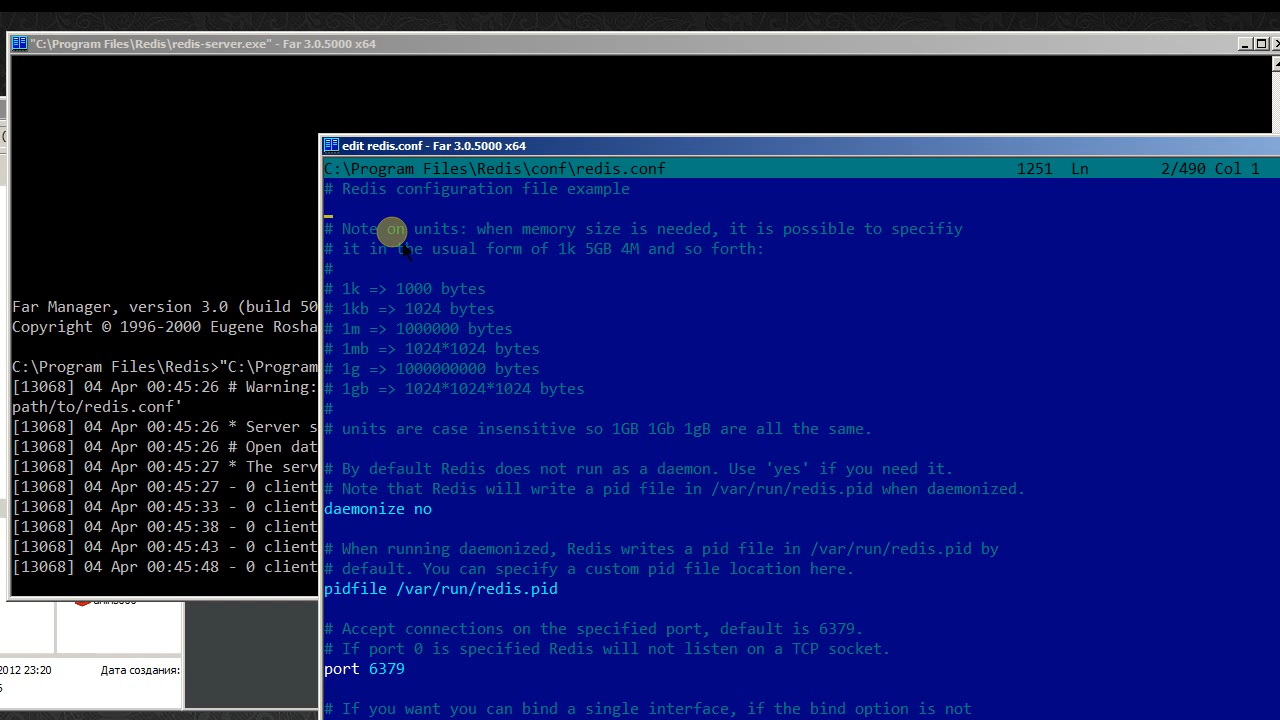 "C:\Program Files\Redis\redis-server.exe" - Far 3.0.5000 x64
edit redis.conf - Far 3.0.5000 x64
C:\Program Files\Redis\conf\redis.conf 1251 Ln 2/490 Col 1
# Redis configuration file example
# Note on units: when memory size is needed, it is possible to specifiy
# it in the usual form of 1k 5GB 4M and so forth:
#
# 1k => 1000 bytes
# 1kb => 1024 bytes
# 1m => 1000000 bytes
# 1mb => 1024*1024 bytes
# 1g => 1000000000 bytes
# 1gb => 1024*1024*1024 bytes
#
# units are case insensitive so 1GB 1Gb 1gB are all the same.
# By default Redis does not run as a daemon. Use 'yes' if you need it.
# Note that Redis will write a pid file in /var/run/redis.pid when daemonized.
daemonize no
# When running daemonized, Redis writes a pid file in /var/run/redis.pid by
# default. You can specify a custom pid file location here.
pidfile /var/run/redis.pid
# Accept connections on the specified port, default is 6379.
# If port 0 is specified Redis will not listen on a TCP socket.
port 6379
# If you want you can bind a single interface, if the bind option is not
Far Manager, version 3.0 (build 50
Copyright © 1996-2000 Eugene Rosha
C:\Program Files\Redis>"C:\Program
[13068] 04 Apr 00:45:26 # Warning:
path/to/redis.conf'
[13068] 04 Apr 00:45:26 * Server s
[13068] 04 Apr 00:45:26 # Open dat
[13068] 04 Apr 00:45:27 * The serv
[13068] 04 Apr 00:45:27 - 0 client
[13068] 04 Apr 00:45:33 - 0 client
[13068] 04 Apr 00:45:38 - 0 client
[13068] 04 Apr 00:45:43 - 0 client
[13068] 04 Apr 00:45:48 - 0 client
2012 23:20 Дата создания: